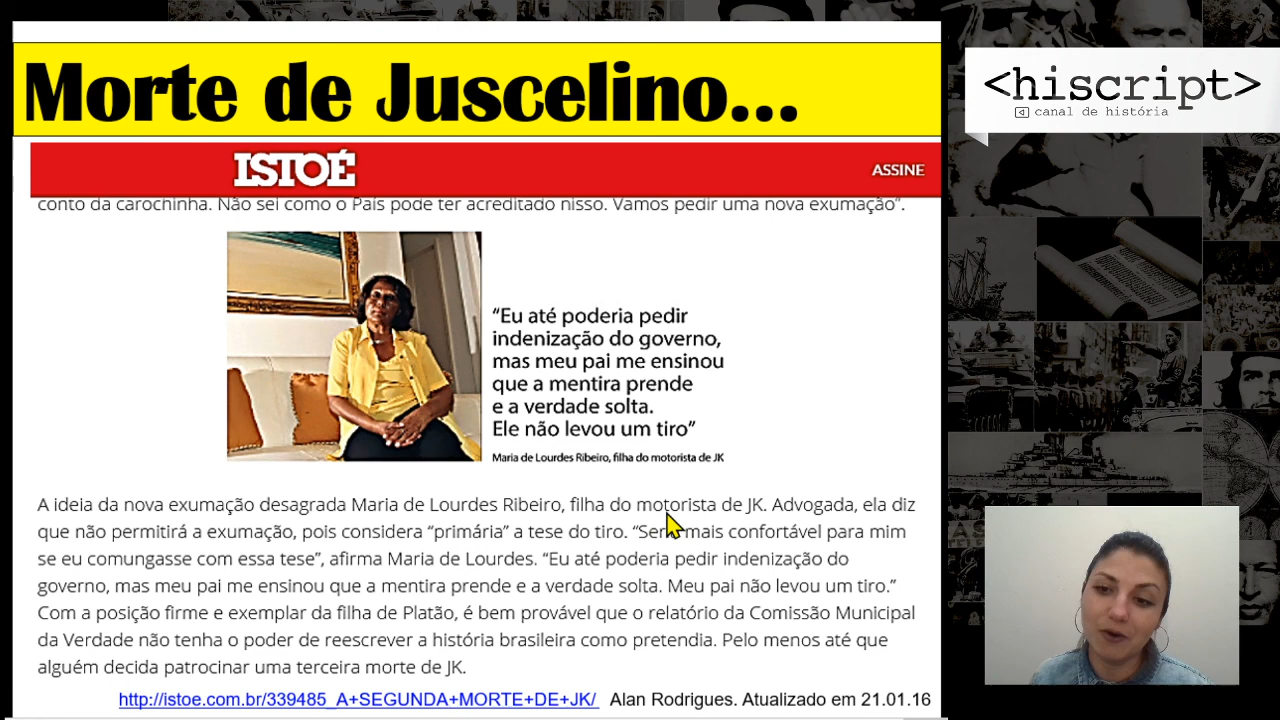 Morte de Juscelino...
ISTOÉ
ASSINE
conto da carochinha. Não sei como o País pode ter acreditado nisso. Vamos pedir uma nova exumação”.
“Eu até poderia pedir
indenização do governo,
mas meu pai me ensinou
que a mentira prende
e a verdade solta.
Ele não levou um tiro”
Maria de Lourdes Ribeiro, filha do motorista de JK
A ideia da nova exumação desagrada Maria de Lourdes Ribeiro, filha do motorista de JK. Advogada, ela diz
que não permitirá a exumação, pois considera “primária” a tese do tiro. “Seria mais confortável para mim
se eu comungasse com essa tese”, afirma Maria de Lourdes. “Eu até poderia pedir indenização do
governo, mas meu pai me ensinou que a mentira prende e a verdade solta. Meu pai não levou um tiro.”
Com a posição firme e exemplar da filha de Platão, é bem provável que o relatório da Comissão Municipal
da Verdade não tenha o poder de reescrever a história brasileira como pretendia. Pelo menos até que
alguém decida patrocinar uma terceira morte de JK.
http://istoe.com.br/339485_A+SEGUNDA+MORTE+DE+JK/ Alan Rodrigues. Atualizado em 21.01.16
<hiscript>
canal de história